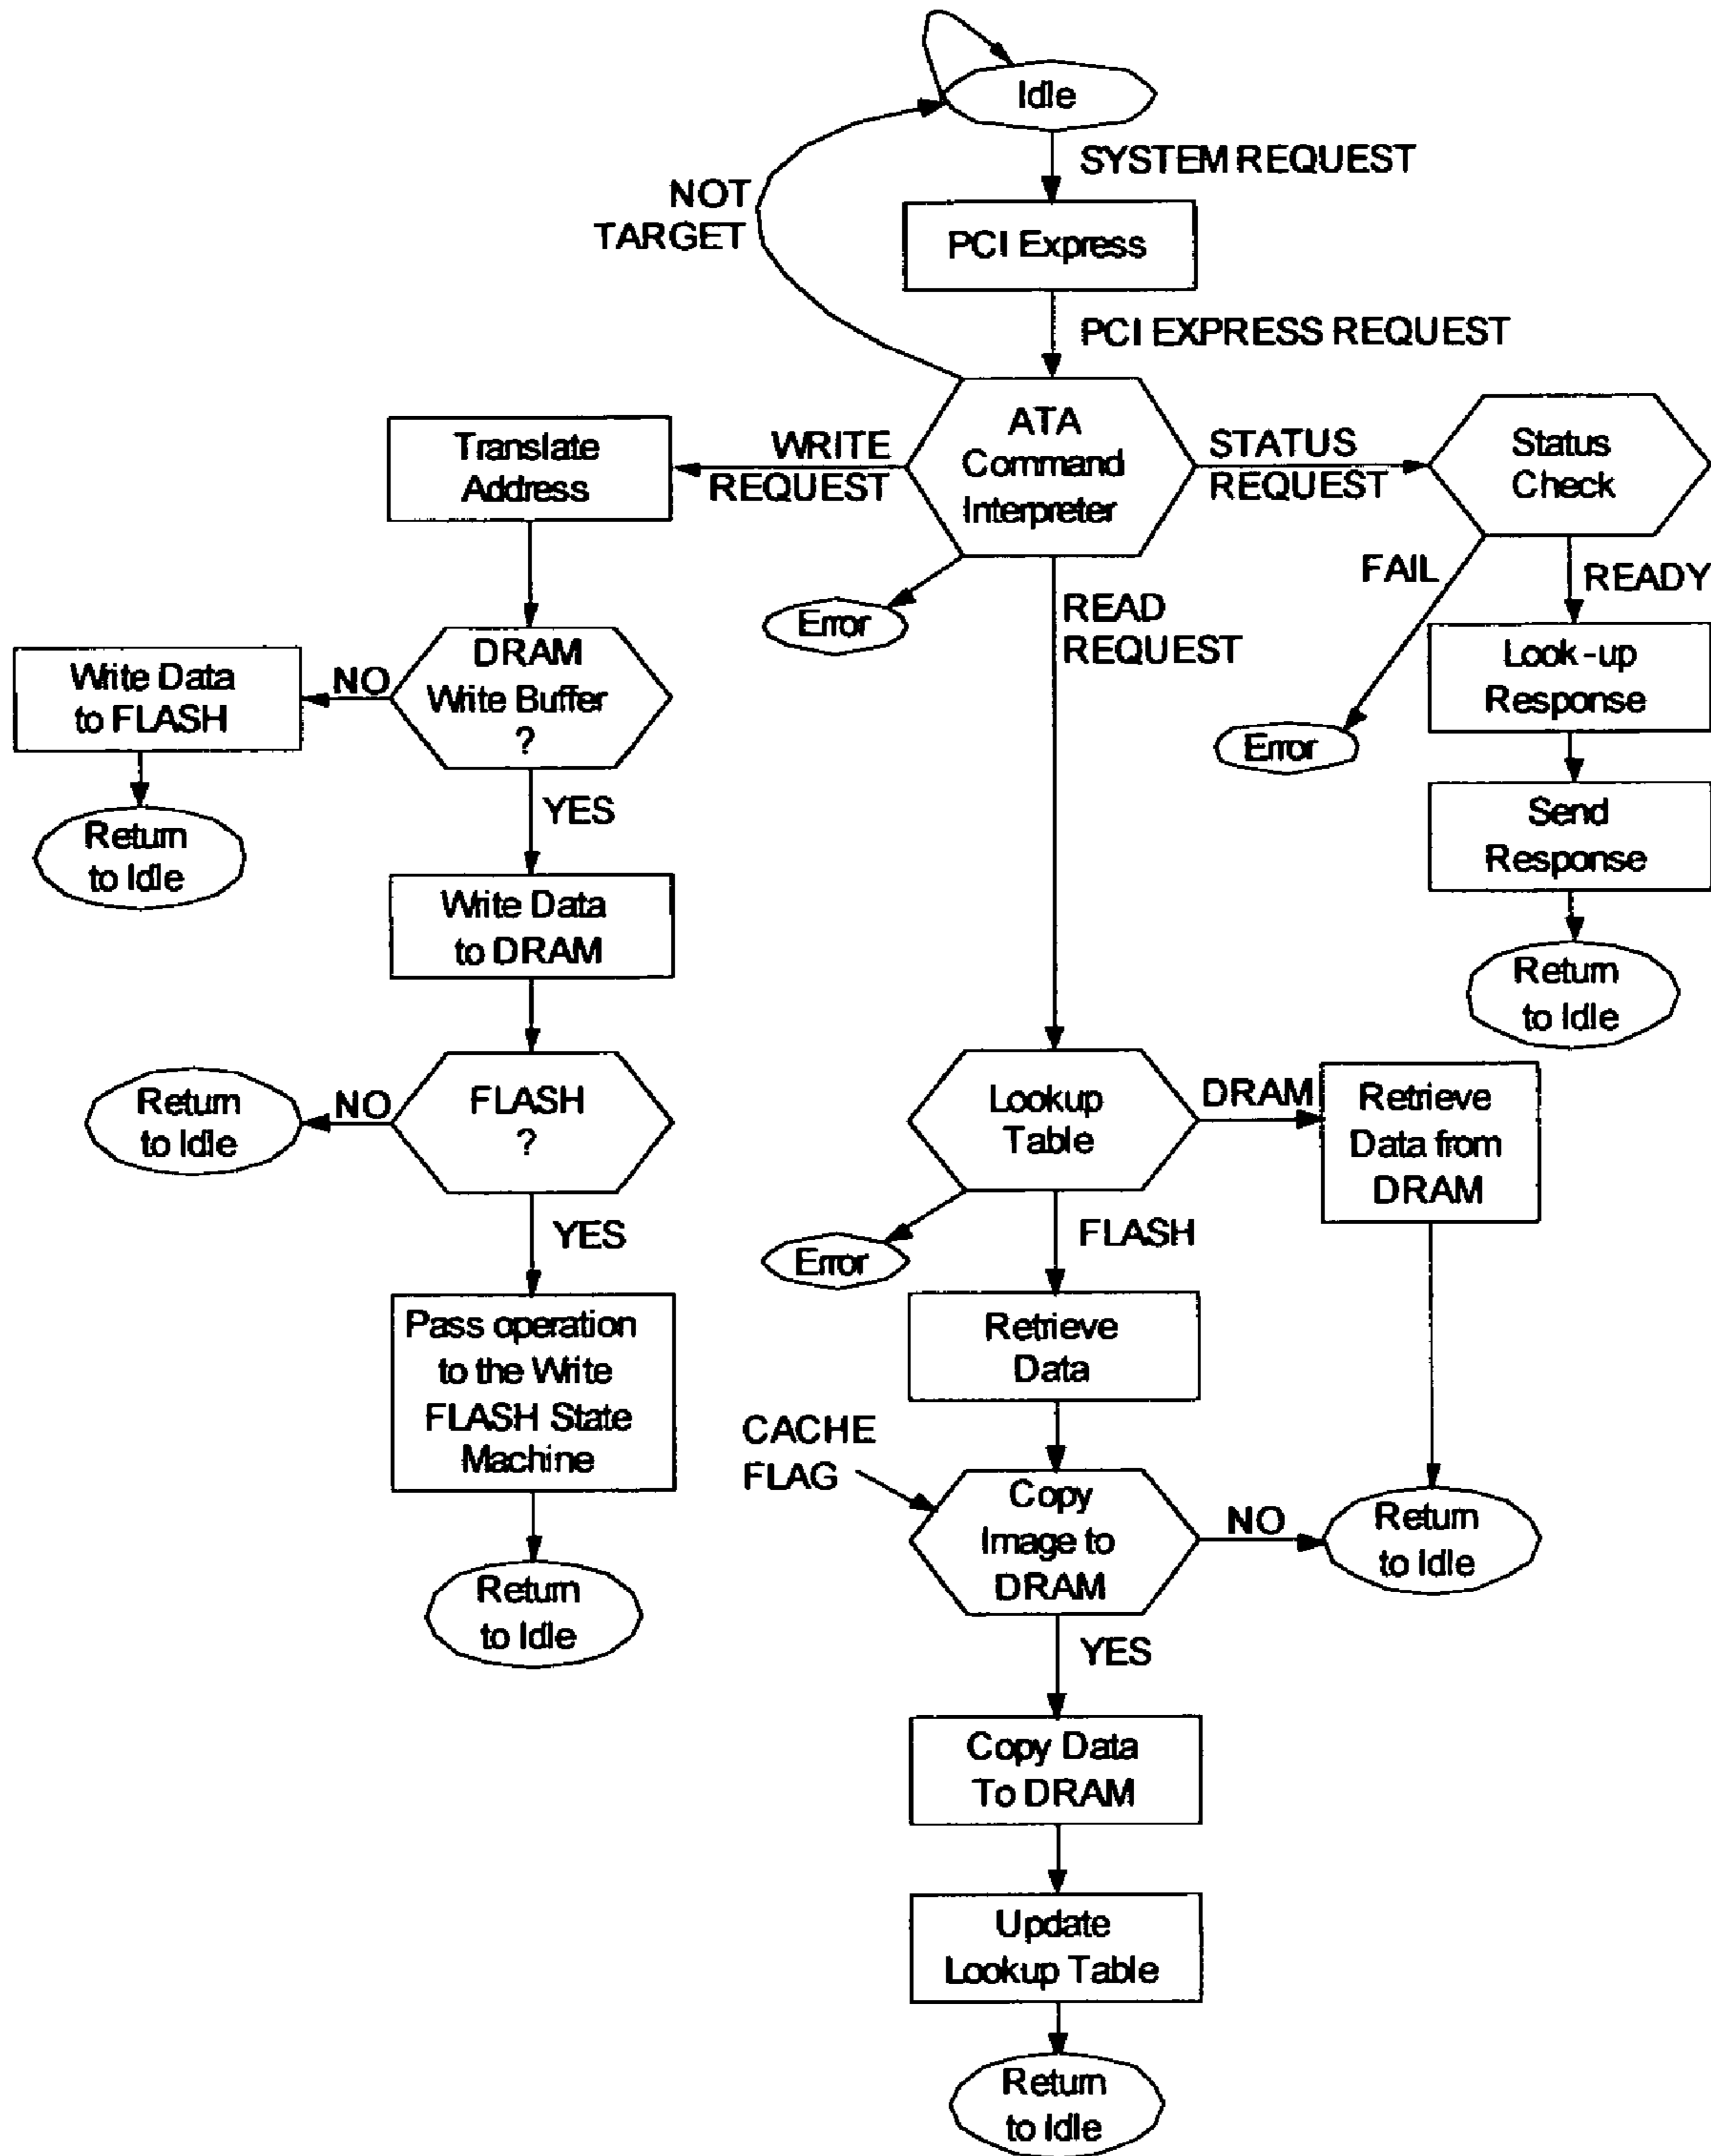 Idle
SYSTEM REQUEST
NOT
TARGET
PCI Express
PCI EXPRESS REQUEST
Translate
Address
WRITE
REQUEST
ATA
Command
Interpreter
STATUS
REQUEST
Status
Check
Error
READ
REQUEST
FAIL
READY
Write Data
to FLASH
NO
DRAM
Write Buffer
?
Look-up
Response
Error
YES
Return
to Idle
Send
Response
Write Data
to DRAM
Return
to Idle
Return
to Idle
NO
FLASH
?
Lookup
Table
DRAM
Retrieve
Data from
DRAM
YES
Error
FLASH
Pass operation
to the Write
FLASH State
Machine
Retrieve
Data
CACHE
FLAG
Copy
Image to
DRAM
NO
Return
to Idle
Return
to Idle
YES
Copy Data
To DRAM
Update
Lookup Table
Return
to Idle